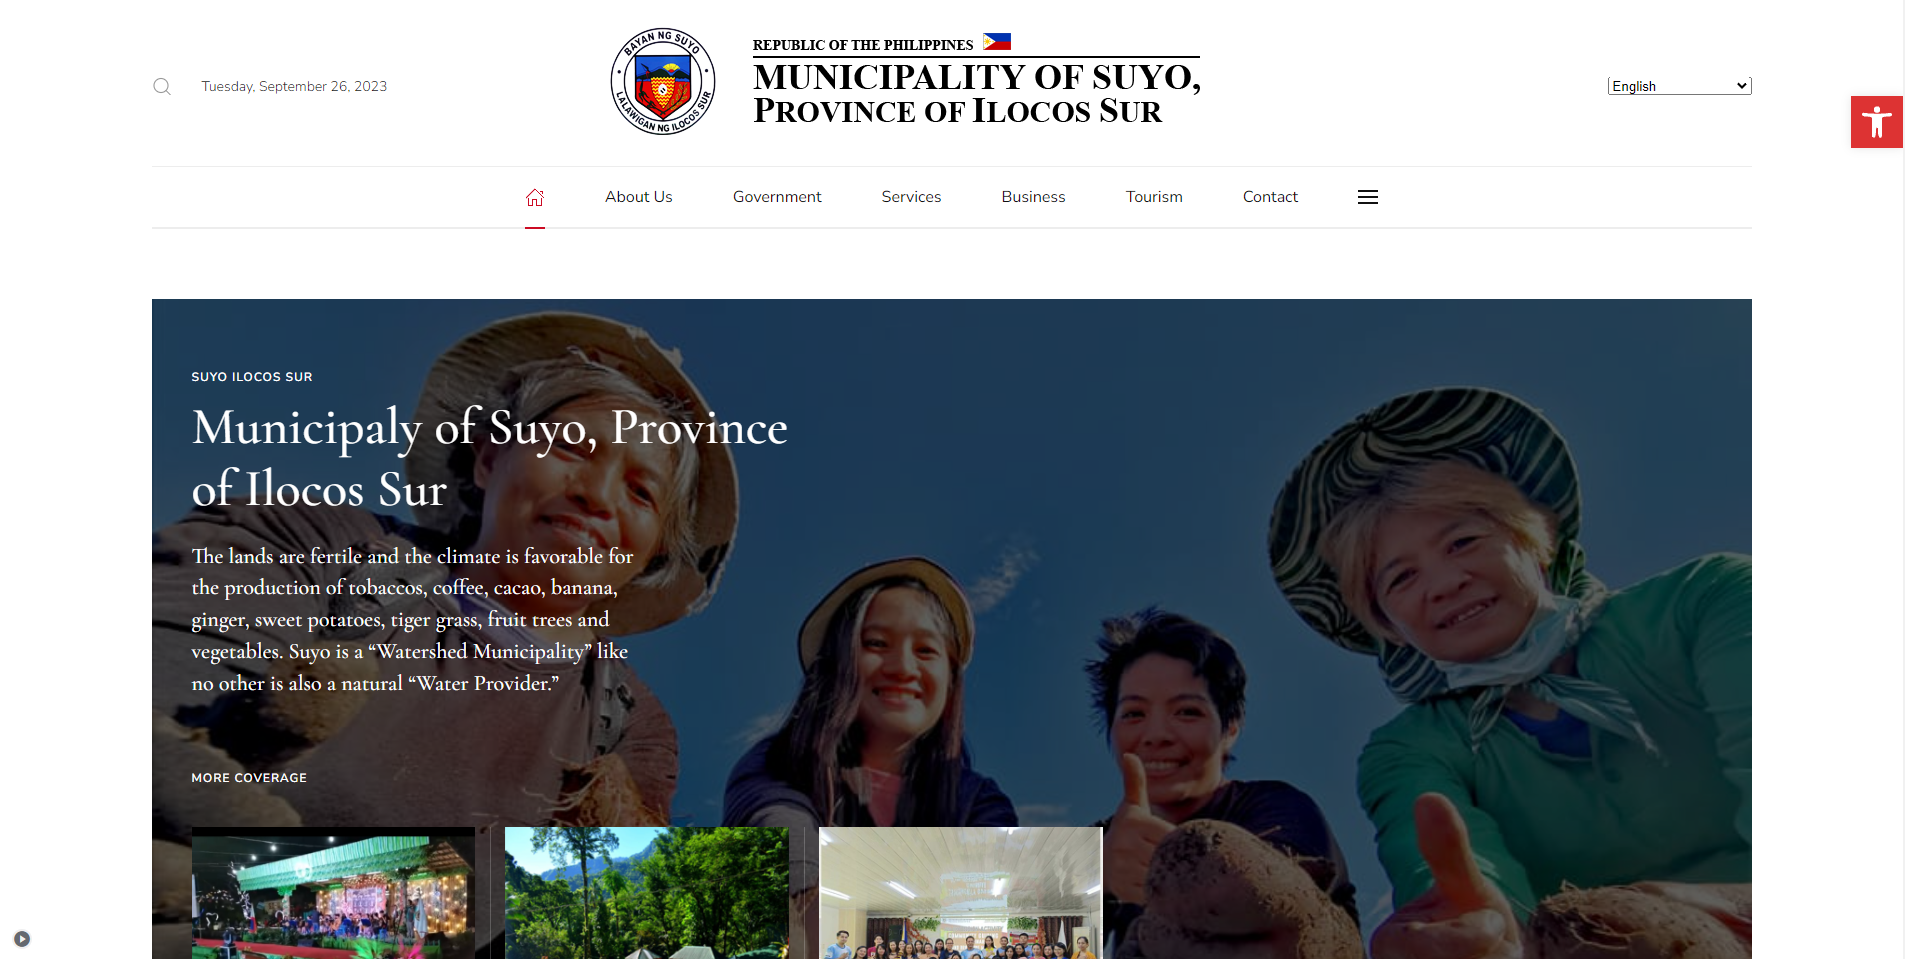 Tuesday, September 26, 2023
BAYAN NG SUYO
LALAWIGAN NG ILOCOS SUR
REPUBLIC OF THE PHILIPPINES
MUNICIPALITY OF SUYO,
PROVINCE OF ILOCOS SUR
English
About Us
Government
Services
Business
Tourism
Contact
SUYO ILOCOS SUR
Municipaly of Suyo, Province
of Ilocos Sur
The lands are fertile and the climate is favorable for
the production of tobaccos, coffee, cacao, banana,
ginger, sweet potatoes, tiger grass, fruit trees and
vegetables. Suyo is a “Watershed Municipality” like
no other is also a natural “Water Provider.”
MORE COVERAGE